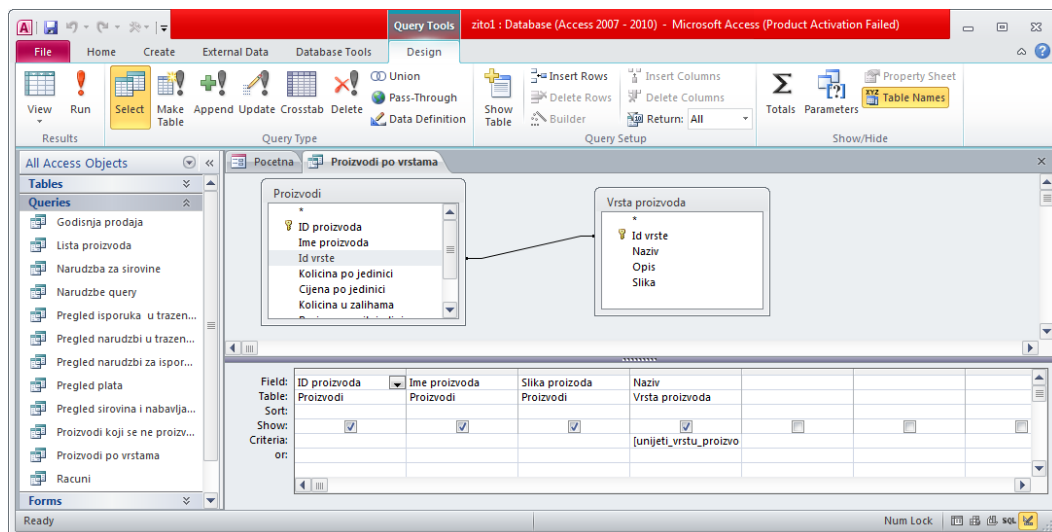 Query Tools
zito1 : Database (Access 2007 - 2010) - Microsoft Access (Product Activation Failed)
File Home Create External Data Database Tools Design
View
Run
Select
Make Table
Append
Update
Crosstab
Delete
Union
Pass-Through
Data Definition
Show Table
Insert Rows
Delete Rows
Builder
Insert Columns
Delete Columns
Return: All
Totals
Parameters
Property Sheet
Table Names
Results Query Type Query Setup Show/Hide
All Access Objects
Tables
Queries
Godisnja prodaja
Lista proizvoda
Narudzba za sirovine
Narudzbe query
Pregled isporuka u trazen...
Pregled narudzbi u trazen...
Pregled narudzbi za ispor...
Pregled plata
Pregled sirovina i nabavlja...
Proizvodi koji se ne proizv...
Proizvodi po vrstama
Racuni
Forms
Pocetna Proizvodi po vrstama
Proizvodi
*
ID proizvoda
Ime proizvoda
Id vrste
Kolicina po jedinici
Cijena po jedinici
Kolicina u zalihama
Vrsta proizvoda
*
Id vrste
Naziv
Opis
Slika
Field: ID proizvoda Ime proizvoda Slika proizoda Naziv
Table: Proizvodi Proizvodi Proizvodi Vrsta proizvoda
Sort:
Show:
Criteria: [unijeti_vrstu_proizvo
or:
Ready Num Lock SQL